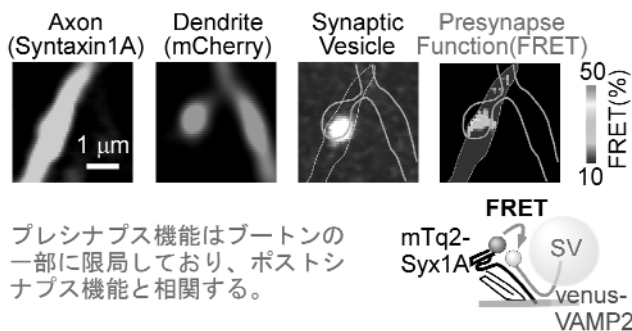 Axon
(Syntaxin1A)
Dendrite
(mCherry)
Synaptic
Vesicle
Presynapse
Function(FRET)
1 μm
50
FRET(%)
10
プレシナプス機能はブートンの
一部に限局しており、ポストシ
ナプス機能と相関する。
FRET
mTq2-
Syx1A
SV
venus-
VAMP2